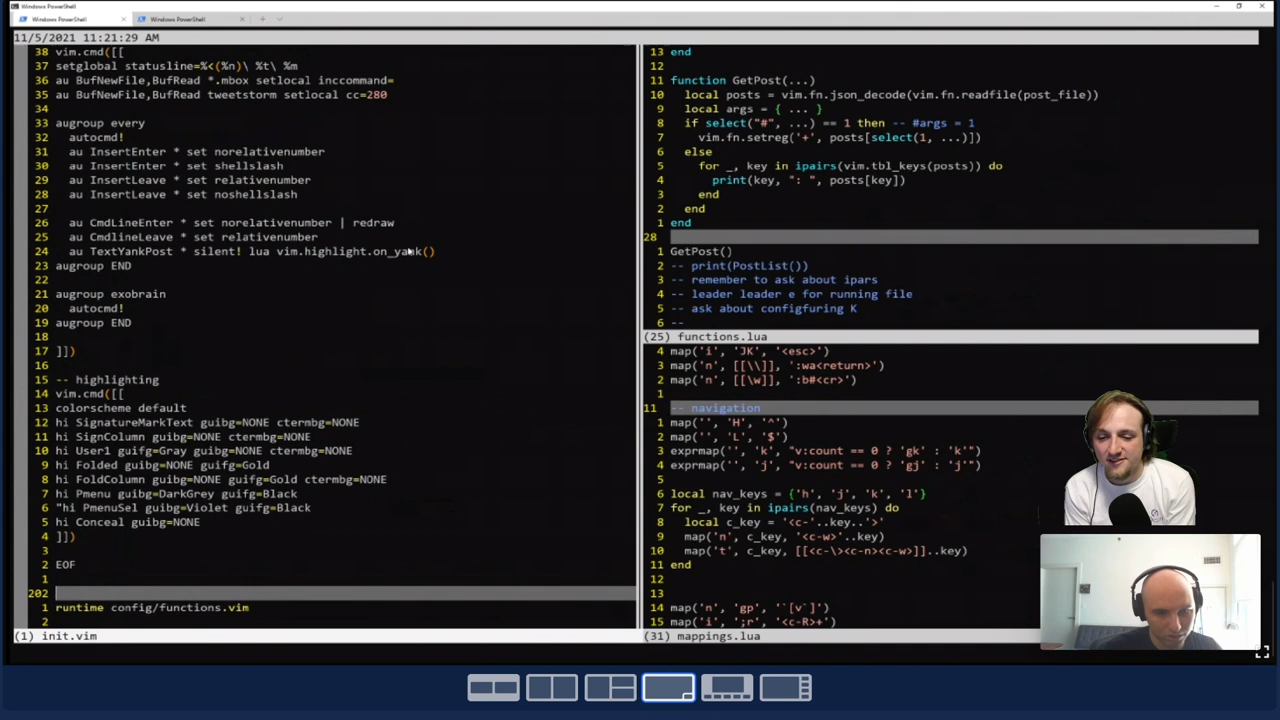 Windows PowerShell
Windows PowerShell
Windows PowerShell
11/5/2021 11:21:29 AM
38 vim.cmd([[
37 setglobal statusline=%<(%n)\ %t\ %m
36 au BufNewFile,BufRead *.mbox setlocal inccommand=
35 au BufNewFile,BufRead tweetstorm setlocal cc=280
34
33 augroup every
32 autocmd!
31 au InsertEnter * set norelativenumber
30 au InsertEnter * set shellslash
29 au InsertLeave * set relativenumber
28 au InsertLeave * set noshellslash
27
26 au CmdLineEnter * set norelativenumber | redraw
25 au CmdlineLeave * set relativenumber
24 au TextYankPost * silent! lua vim.highlight.on_yank()
23 augroup END
22
21 augroup exobrain
20 autocmd!
19 augroup END
18
17 ]])
16
15 -- highlighting
14 vim.cmd([[
13 colorscheme default
12 hi SignatureMarkText guibg=NONE ctermbg=NONE
11 hi SignColumn guibg=NONE ctermbg=NONE
10 hi User1 guifg=Gray guibg=NONE ctermbg=NONE
9 hi Folded guibg=NONE guifg=Gold
8 hi FoldColumn guibg=NONE guifg=Gold ctermbg=NONE
7 hi Pmenu guibg=DarkGrey guifg=Black
6 "hi PmenuSel guibg=Violet guifg=Black
5 hi Conceal guibg=NONE
4 ]])
3
2 EOF
1
202
1 runtime config/functions.vim
2
(1) init.vim
13 end
12
11 function GetPost(...)
10 local posts = vim.fn.json_decode(vim.fn.readfile(post_file))
9 local args = { ... }
8 if select("#", ...) == 1 then -- #args = 1
7 vim.fn.setreg('+', posts[select(1, ...)])
6 else
5 for _, key in ipairs(vim.tbl_keys(posts)) do
4 print(key, ": ", posts[key])
3 end
2 end
1 end
28
1 GetPost()
2 -- print(PostList())
3 -- remember to ask about ipars
4 -- leader leader e for running file
5 -- ask about configfuring K
6 --
(25) functions.lua
4 map('i', 'JK', '<esc>')
3 map('n', [[\\]], ':wa<return>')
2 map('n', [[\w]], ':b#<cr>')
1
11 -- navigation
1 map('', 'H', '^')
2 map('', 'L', '$')
3 exprmap('', 'k', "v:count == 0 ? 'gk' : 'k'")
4 exprmap('', 'j', "v:count == 0 ? 'gj' : 'j'")
5
6 local nav_keys = {'h', 'j', 'k', 'l'}
7 for _, key in ipairs(nav_keys) do
8 local c_key = '<c-'..key..'>'
9 map('n', c_key, '<c-w>'..key)
10 map('t', c_key, [[<c-\><c-n><c-w>]]..key)
11 end
12
13
14 map('n', 'gp', '`[v`]')
15 map('i', ';r', '<c-R>+')
(31) mappings.lua